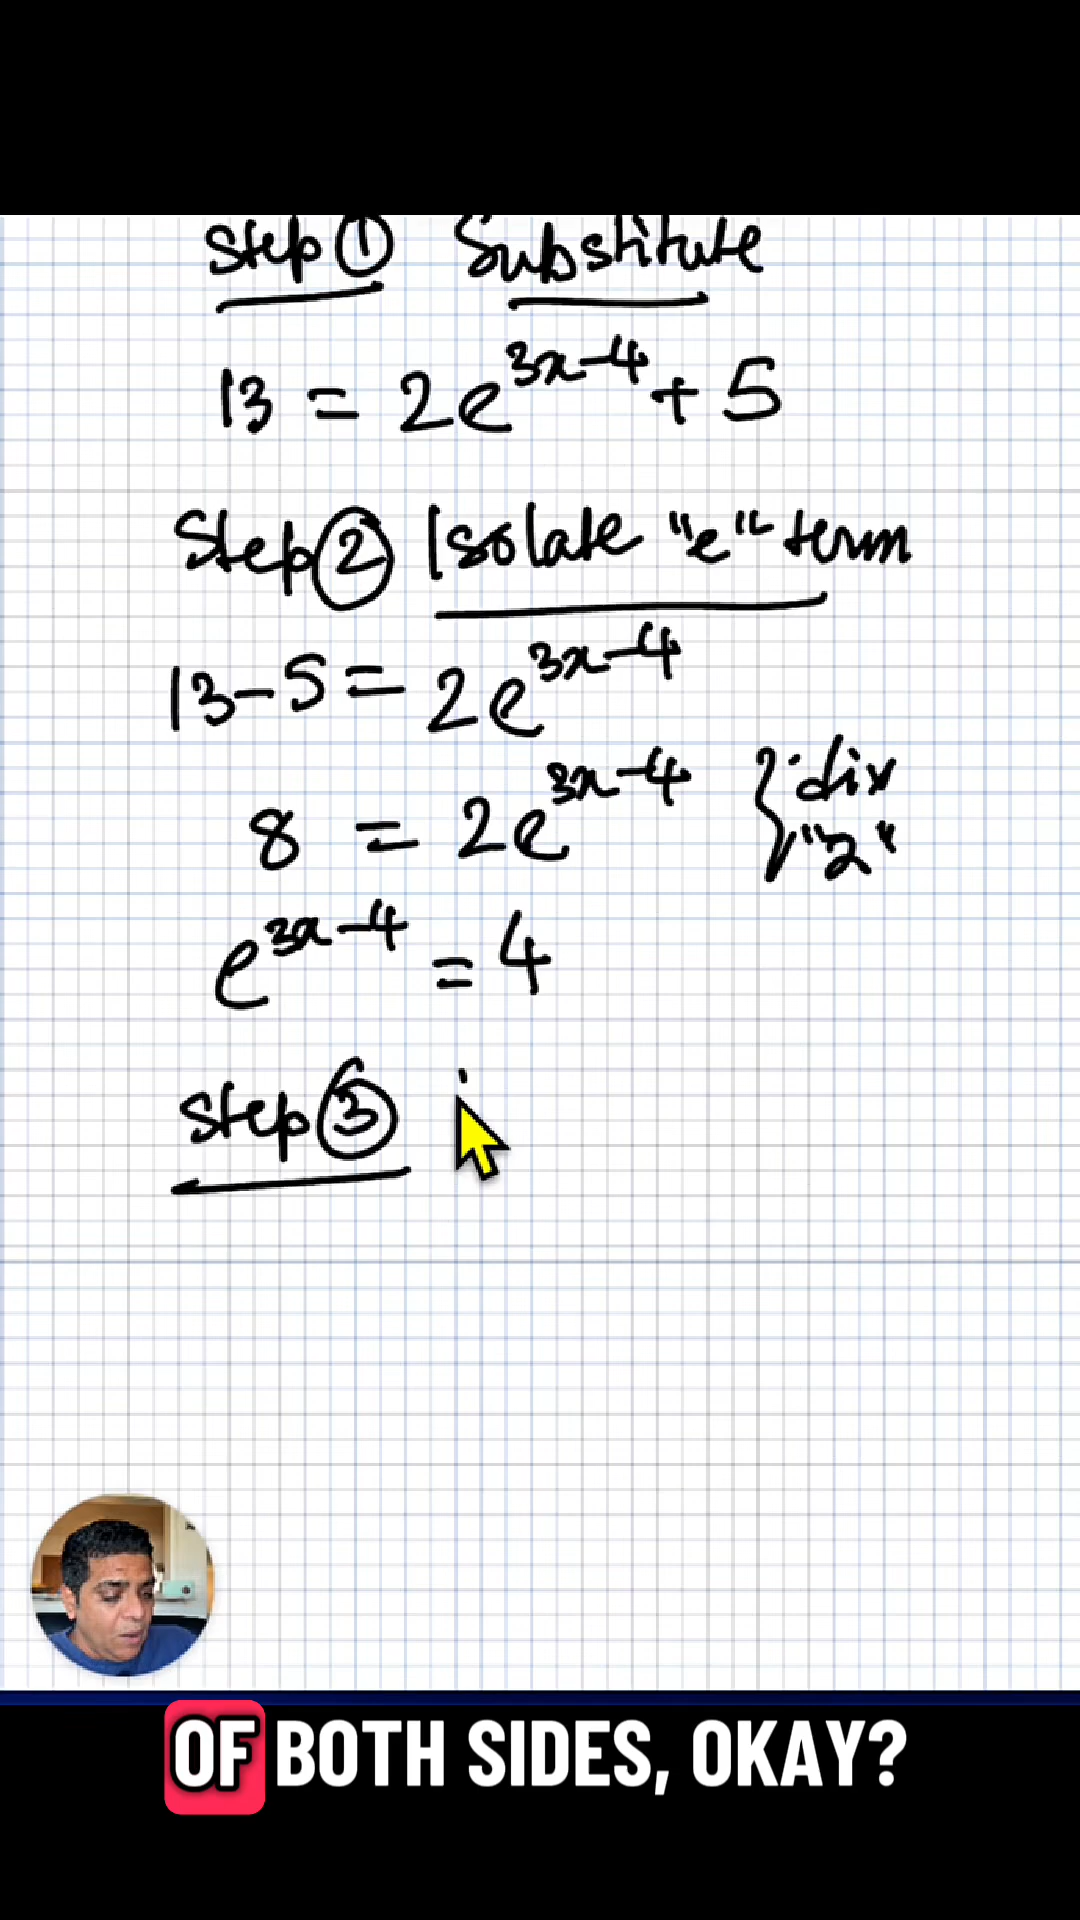 Step ① Substitute
13 = 2e^{3x-4} + 5
Step ② Isolate "e" term
13-5 = 2e^{3x-4}
8 = 2e^{3x-4} } div "2"
e^{3x-4} = 4
Step ③
OF BOTH SIDES, OKAY?